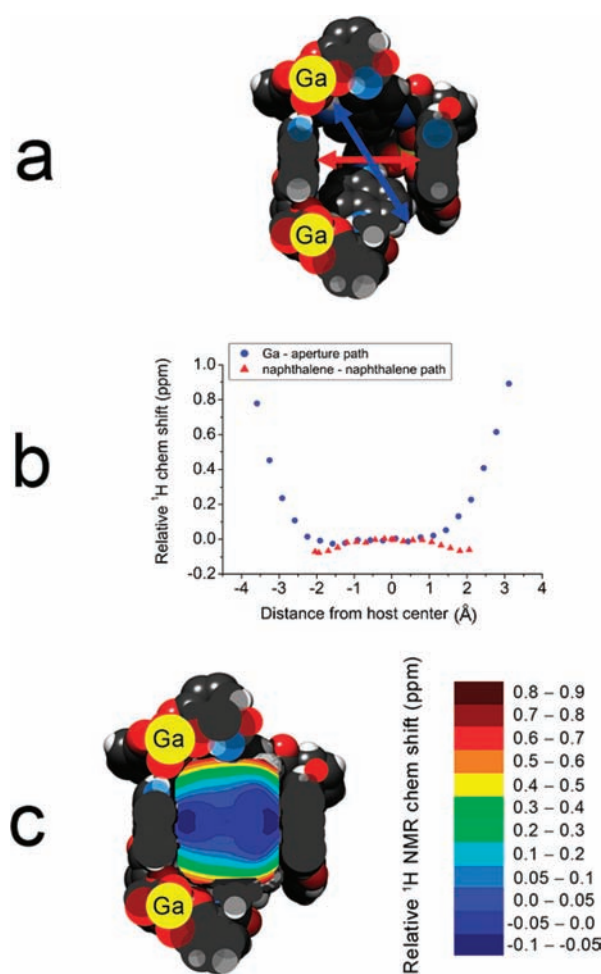 a
Ga
Ga
b
Relative ¹H chem shift (ppm)
Ga - aperture path
naphthalene - naphthalene path
1.0
0.8
0.6
0.4
0.2
0.0
-0.2
-4 -3 -2 -1 0 1 2 3 4
Distance from host center (Å)
c
Ga
Ga
Relative ¹H NMR chem shift (ppm)
0.8 – 0.9
0.7 – 0.8
0.6 – 0.7
0.5 – 0.6
0.4 – 0.5
0.3 – 0.4
0.2 – 0.3
0.1 – 0.2
0.05 – 0.1
0.0 – 0.05
-0.05 – 0.0
-0.1 – -0.05